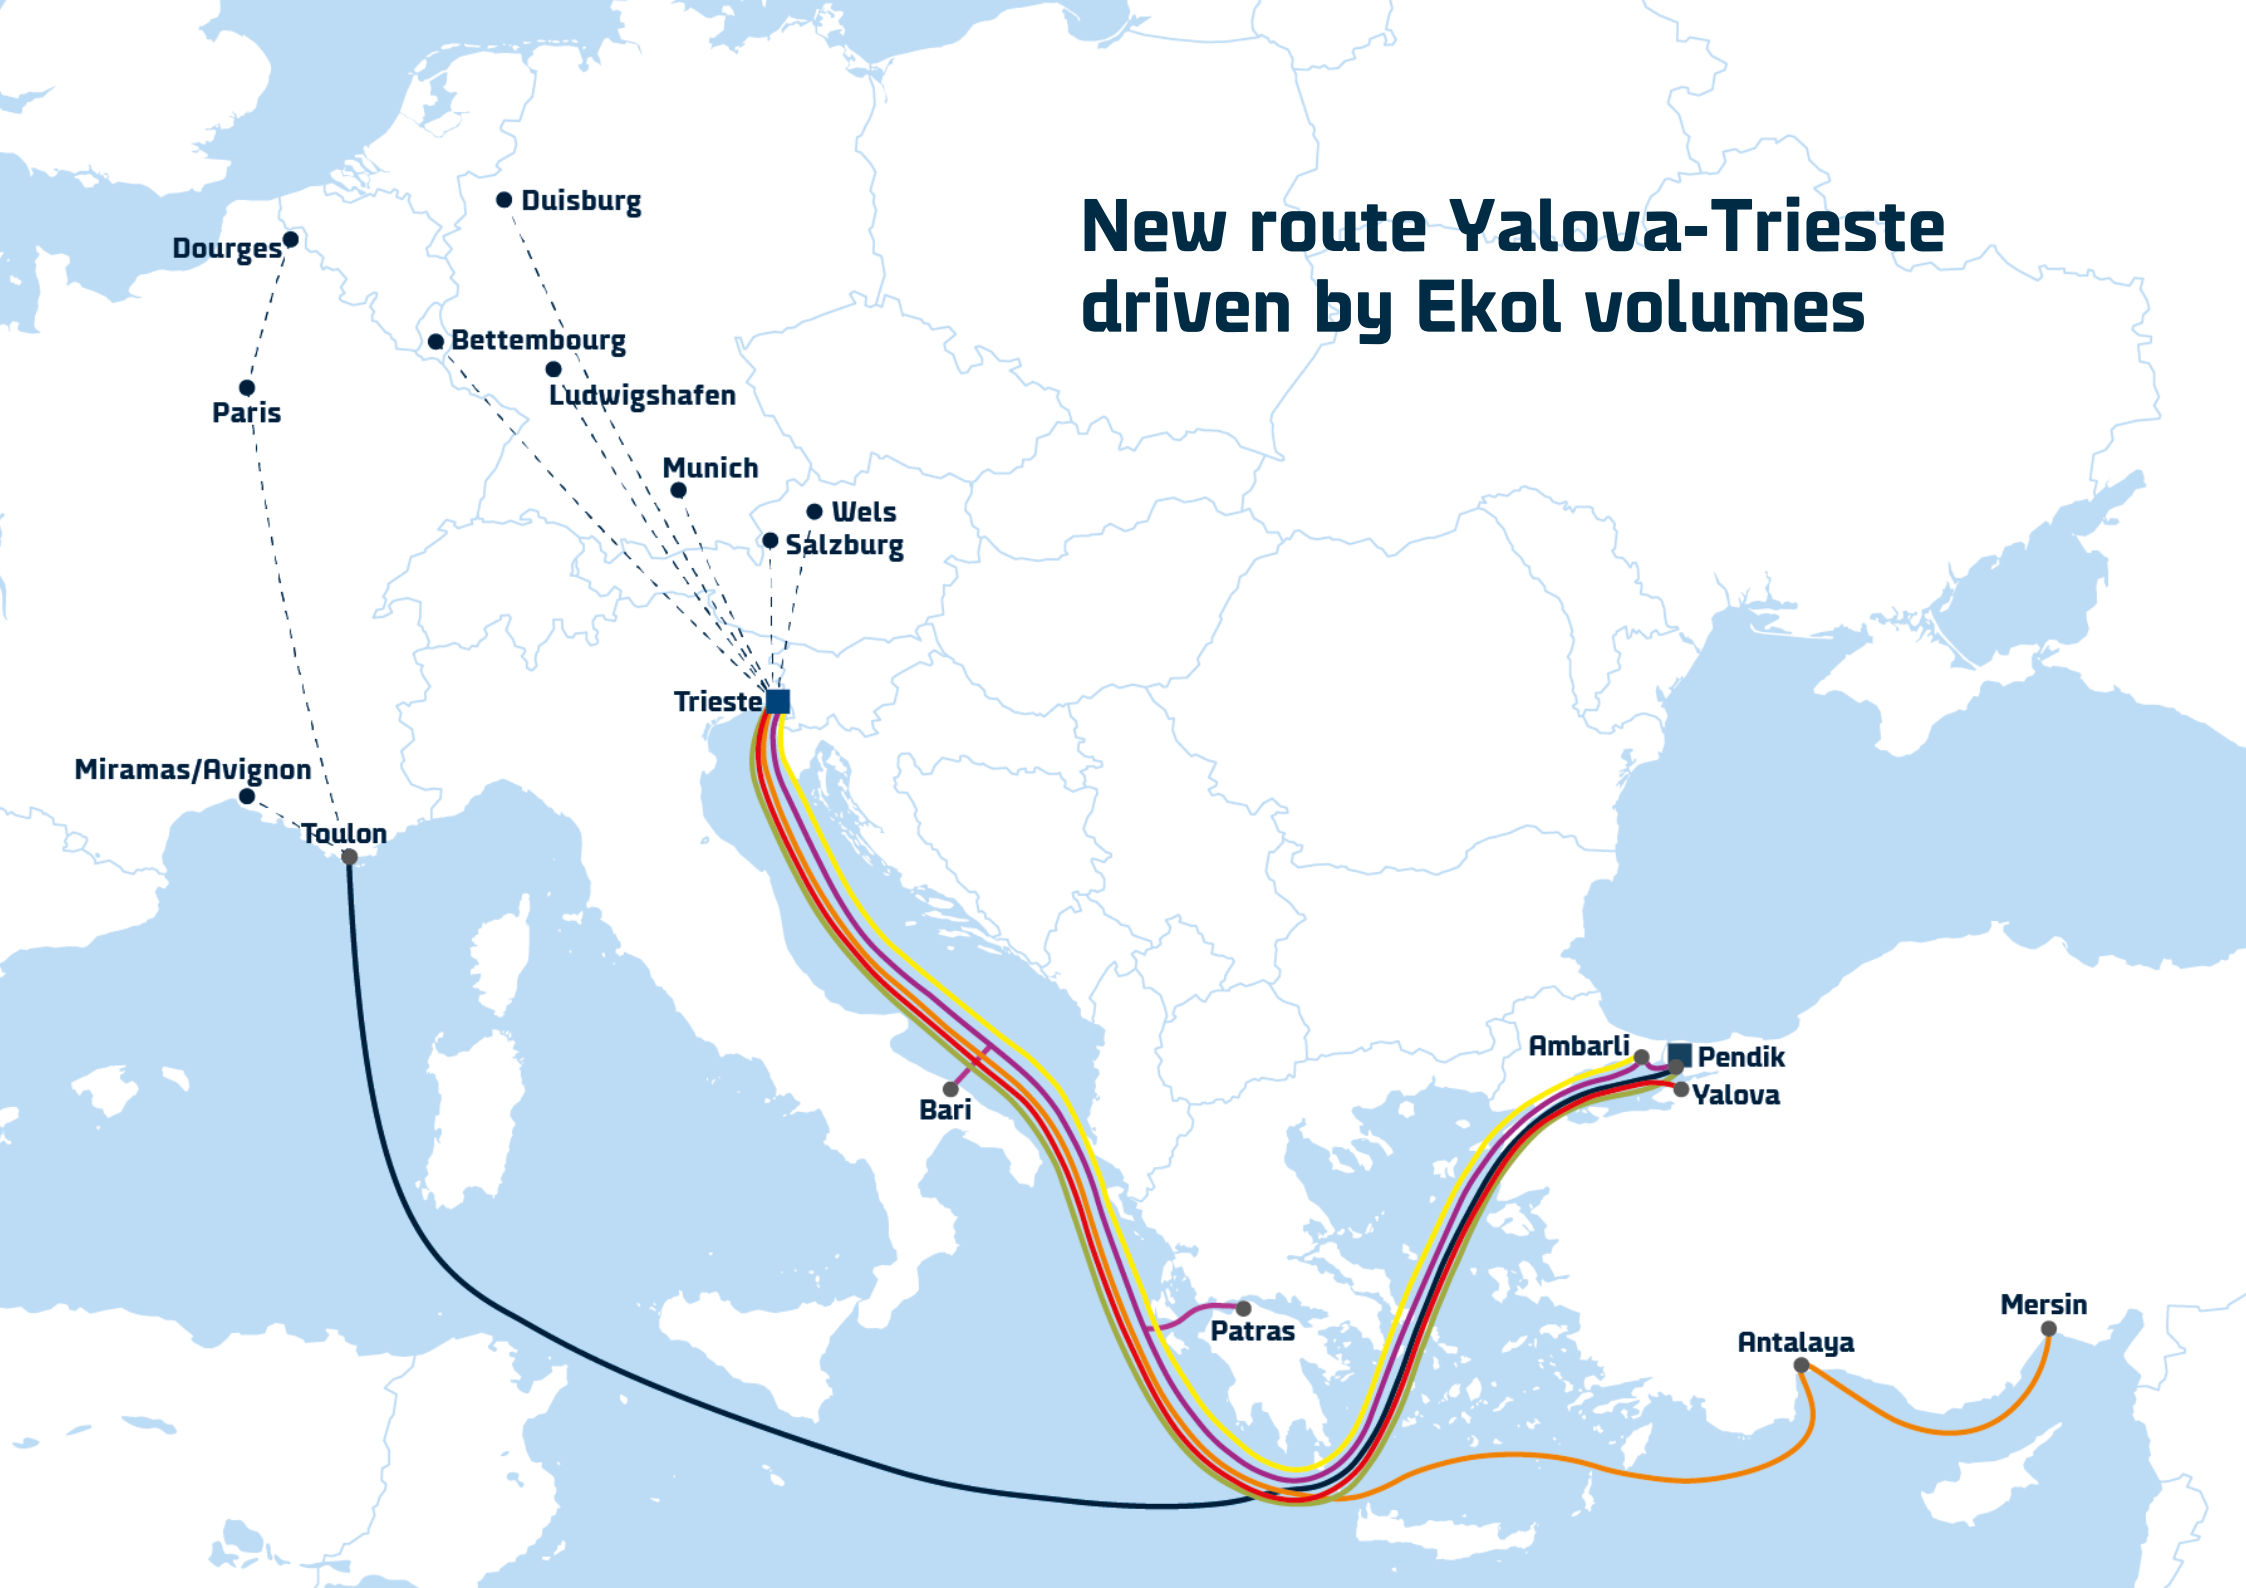 New route Yalova-Trieste
driven by Ekol volumes
Duisburg
Dourges
Bettembourg
Ludwigshafen
Paris
Munich
Wels
Salzburg
Trieste
Miramas/Avignon
Toulon
Ambarli
Pendik
Yalova
Bari
Patras
Mersin
Antalaya